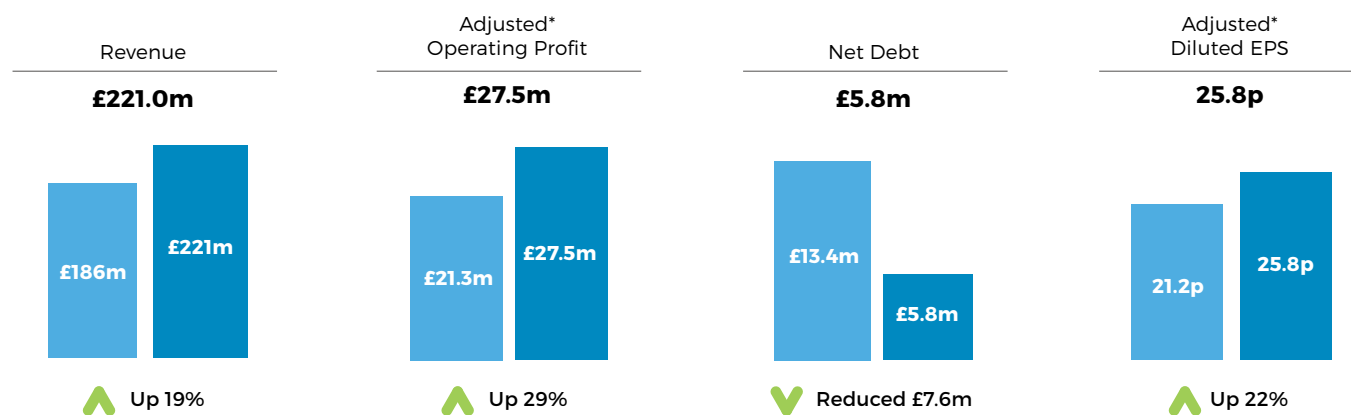 Revenue
£221.0m
£186m
£221m
Up 19%
Adjusted*
Operating Profit
£27.5m
£21.3m
£27.5m
Up 29%
Net Debt
£5.8m
£13.4m
£5.8m
Reduced £7.6m
Adjusted*
Diluted EPS
25.8p
21.2p
25.8p
Up 22%